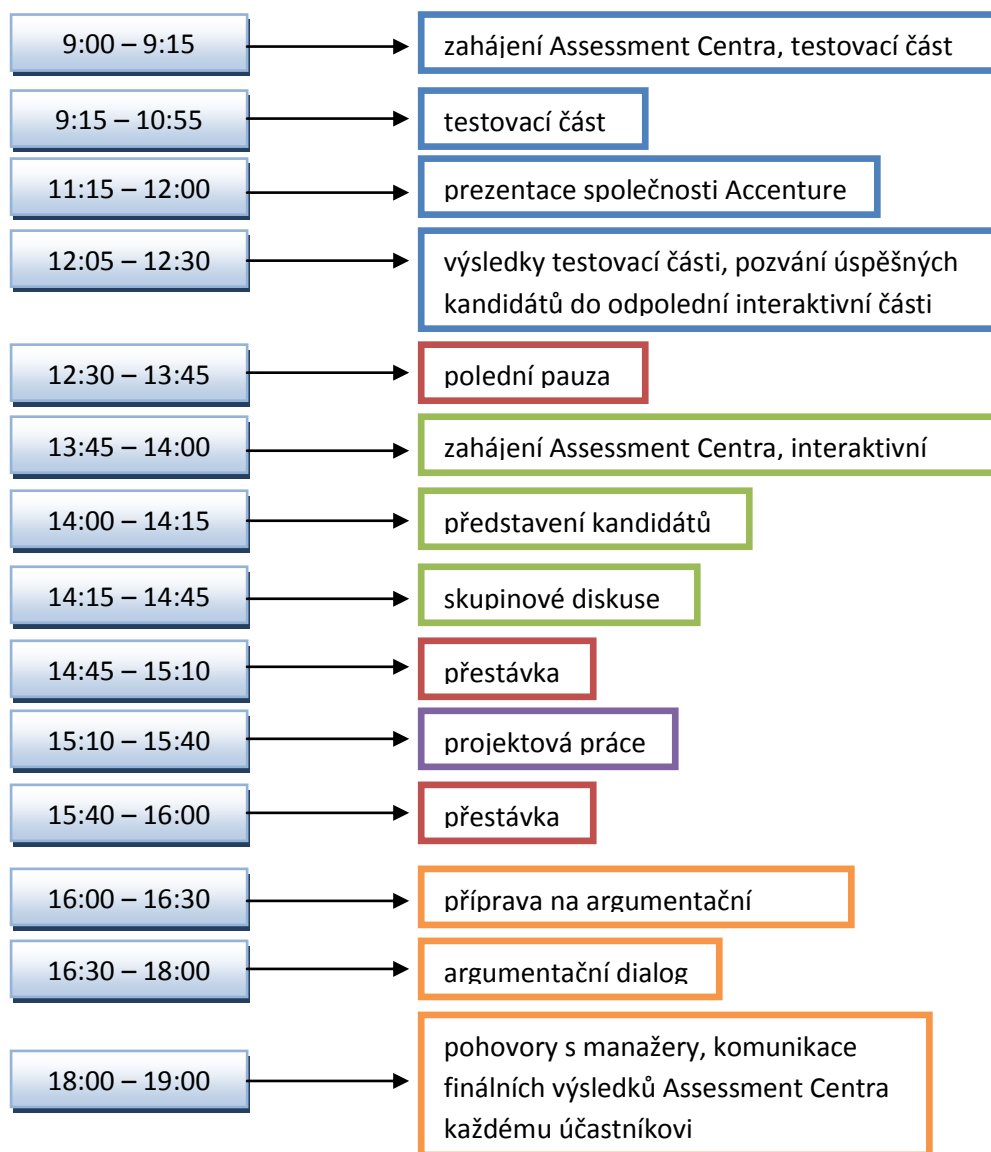 9:00 – 9:15
zahájení Assessment Centra, testovací část
9:15 – 10:55
testovací část
11:15 – 12:00
prezentace společnosti Accenture
12:05 – 12:30
výsledky testovací části, pozvání úspěšných
kandidátů do odpolední interaktivní části
12:30 – 13:45
polední pauza
13:45 – 14:00
zahájení Assessment Centra, interaktivní
14:00 – 14:15
představení kandidátů
14:15 – 14:45
skupinové diskuse
14:45 – 15:10
přestávka
15:10 – 15:40
projektová práce
15:40 – 16:00
přestávka
16:00 – 16:30
příprava na argumentační
16:30 – 18:00
argumentační dialog
18:00 – 19:00
pohovory s manažery, komunikace
finálních výsledků Assessment Centra
každému účastníkovi